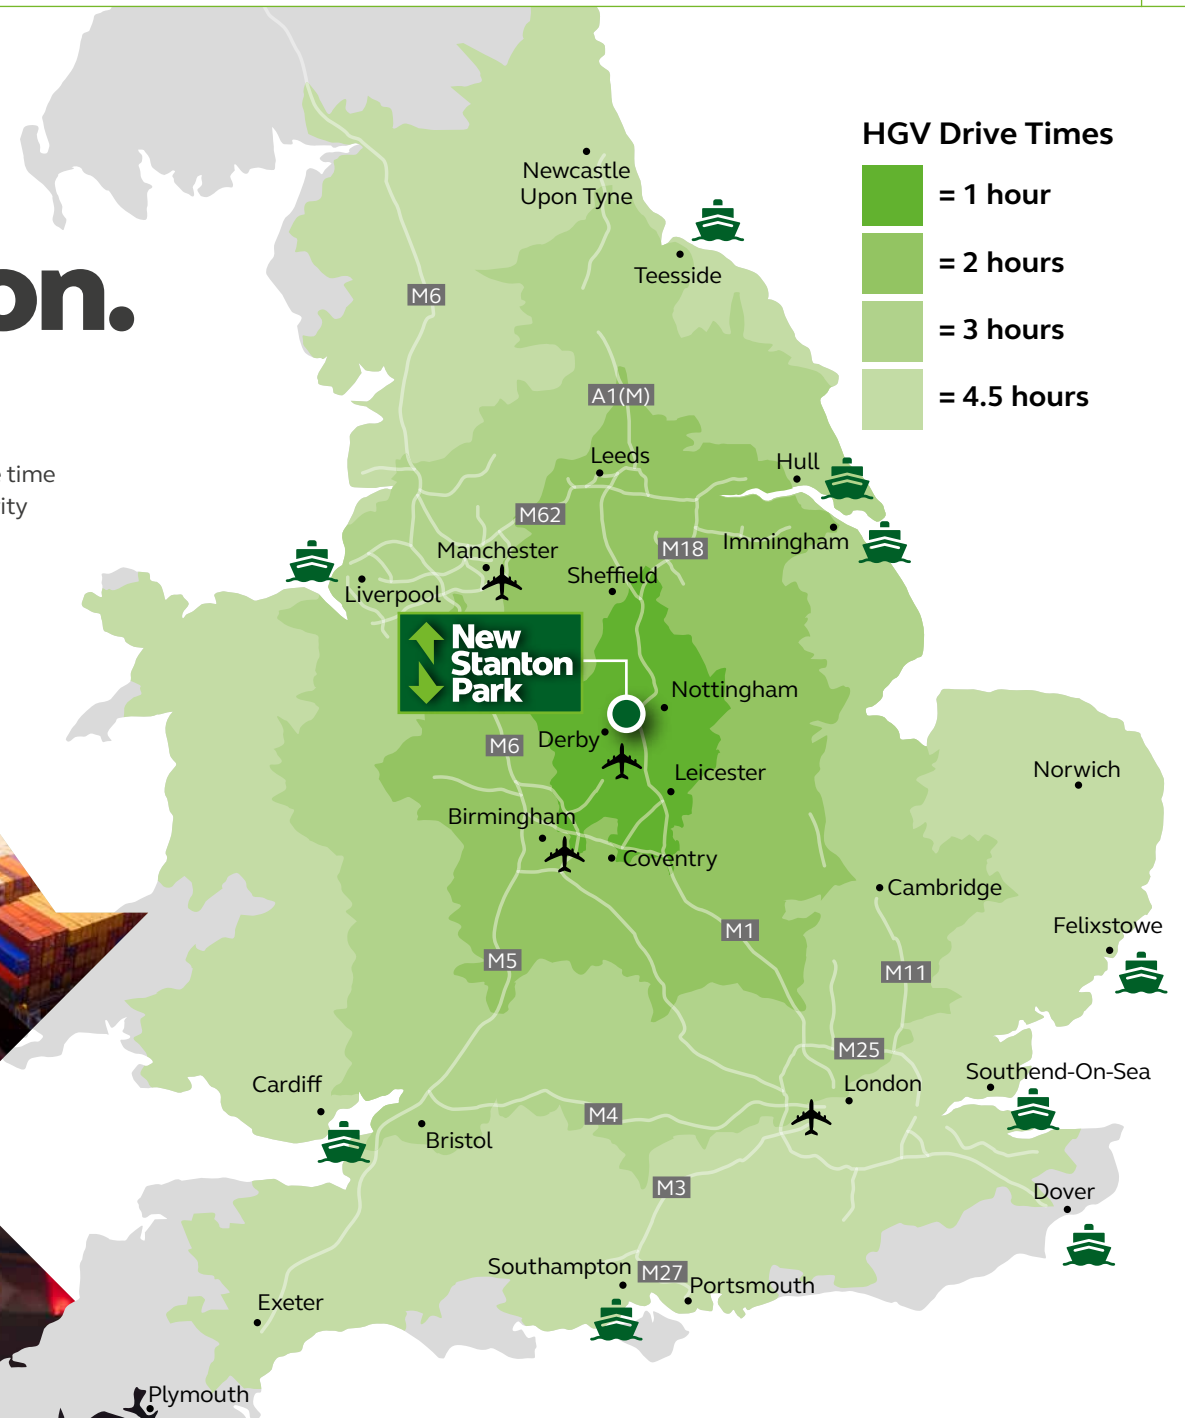 HGV Drive Times
= 1 hour
= 2 hours
= 3 hours
= 4.5 hours
on.
time
ity
Newcastle
Upon Tyne
Teesside
M6
A1(M)
Leeds
Hull
M62
M18
Immingham
Manchester
Sheffield
Liverpool
New
Stanton
Park
Nottingham
M6
Derby
Leicester
Norwich
Birmingham
Coventry
Cambridge
M1
Felixstowe
M5
M11
M25
Southend-On-Sea
Cardiff
London
M4
Bristol
M3
Dover
Southampton
M27
Portsmouth
Exeter
Plymouth